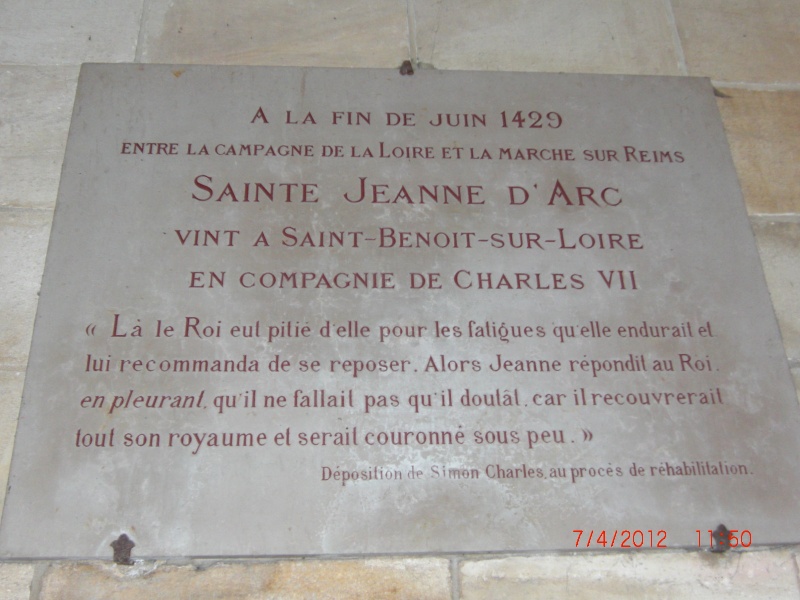 A LA FIN DE JUIN 1429
ENTRE LA CAMPAGNE DE LA LOIRE ET LA MARCHE SUR REIMS
SAINTE JEANNE D'ARC
VINT A SAINT-BENOIT-SUR-LOIRE
EN COMPAGNIE DE CHARLES VII
« Là le Roi eut pitié d'elle pour les fatigues qu'elle endurait et
lui recommanda de se reposer. Alors Jeanne répondit au Roi,
en pleurant, qu'il ne fallait pas qu'il doutât, car il recouvrerait
tout son royaume et serait couronné sous peu. »
Déposition de Simon Charles, au procès de réhabilitation.
7/4/2012 11:50